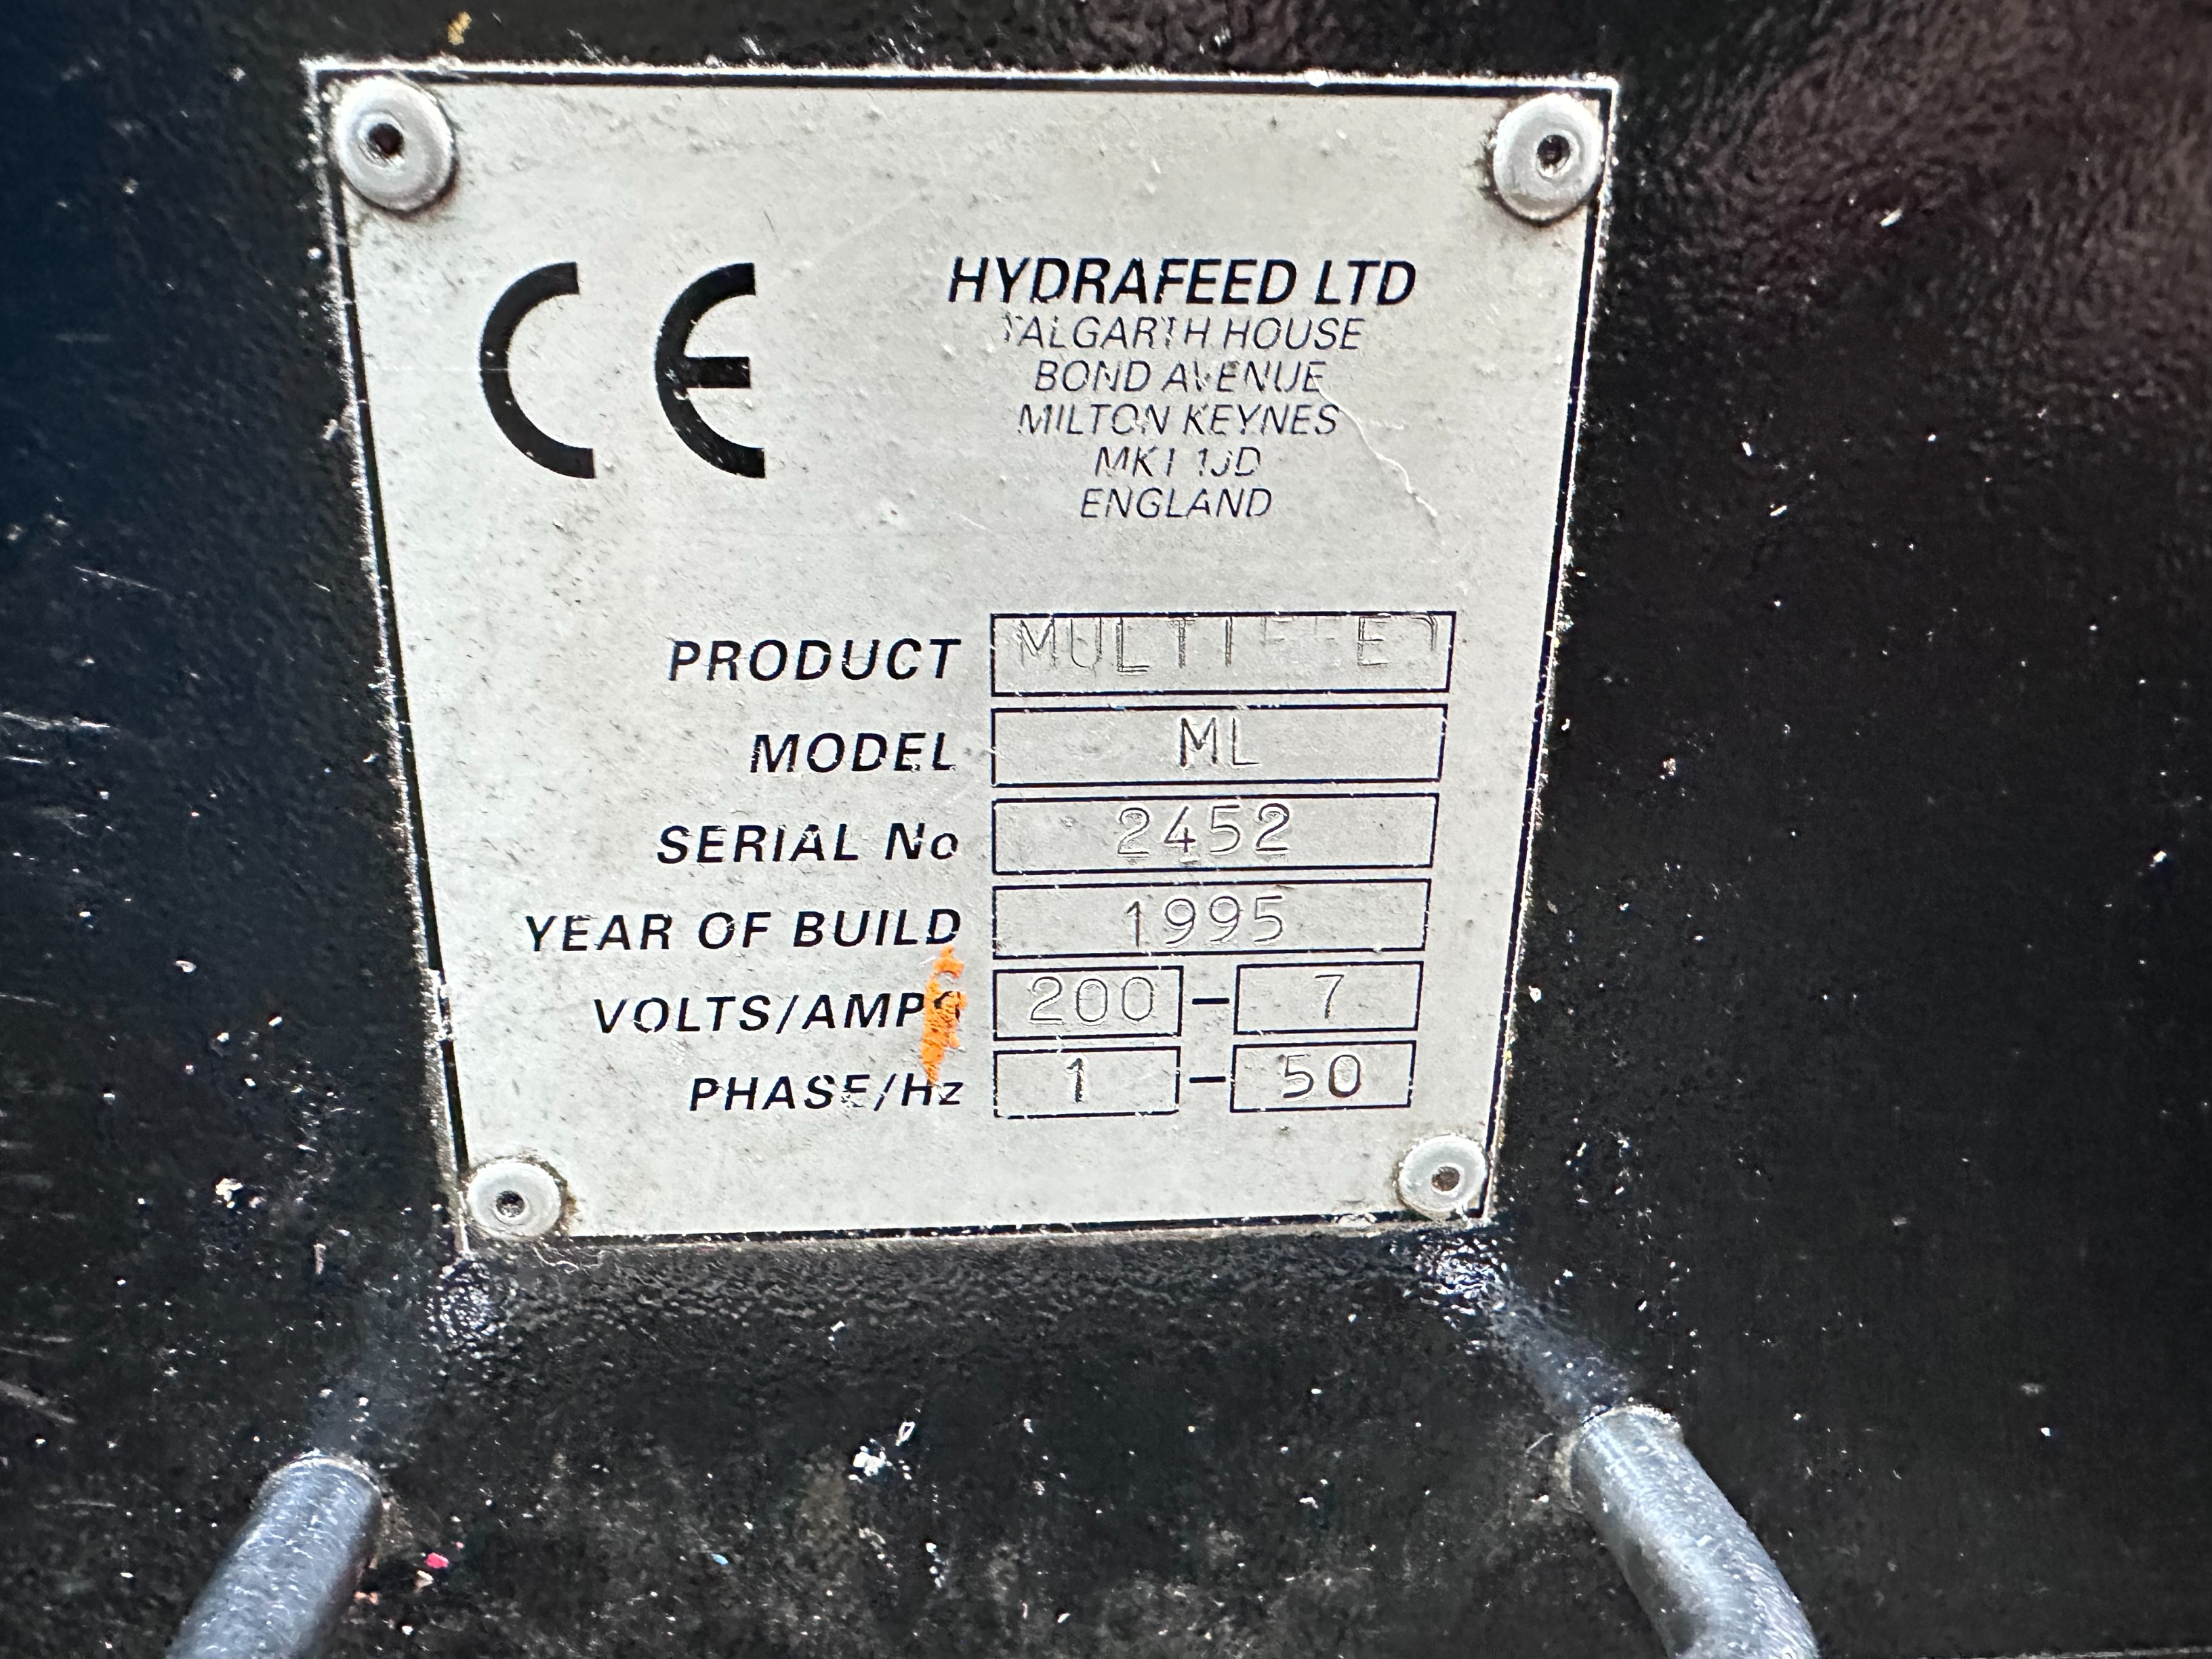 CE
HYDRAFEED LTD
TALGARTH HOUSE
BOND AVENUE
MILTON KEYNES
MK1 1JD
ENGLAND
PRODUCT
MODEL ML
SERIAL No 2452
YEAR OF BUILD 1995
VOLTS/AMPS 200 - 7
PHASE/Hz 1 - 50